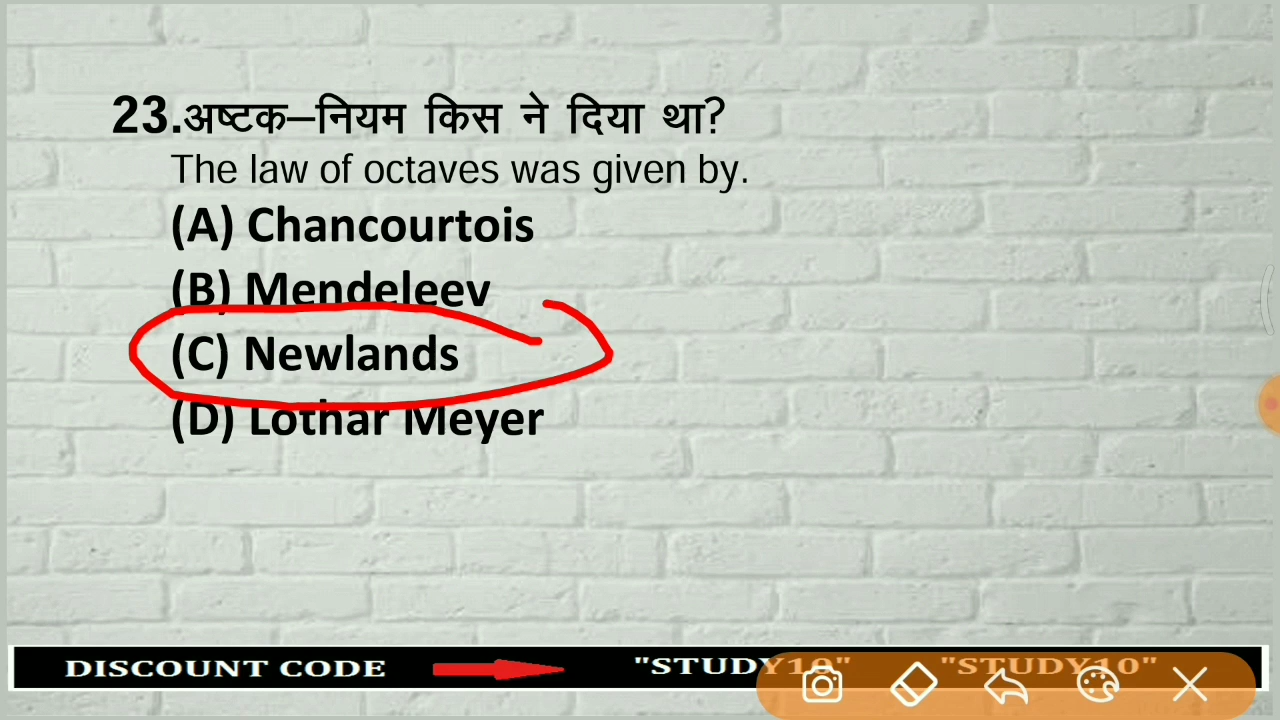 23.अष्टक–नियम किस ने दिया था?
The law of octaves was given by.
(A) Chancourtois
(B) Mendeleev
(C) Newlands
(D) Lothar Meyer
DISCOUNT CODE "STUDY10" "STUDY10"